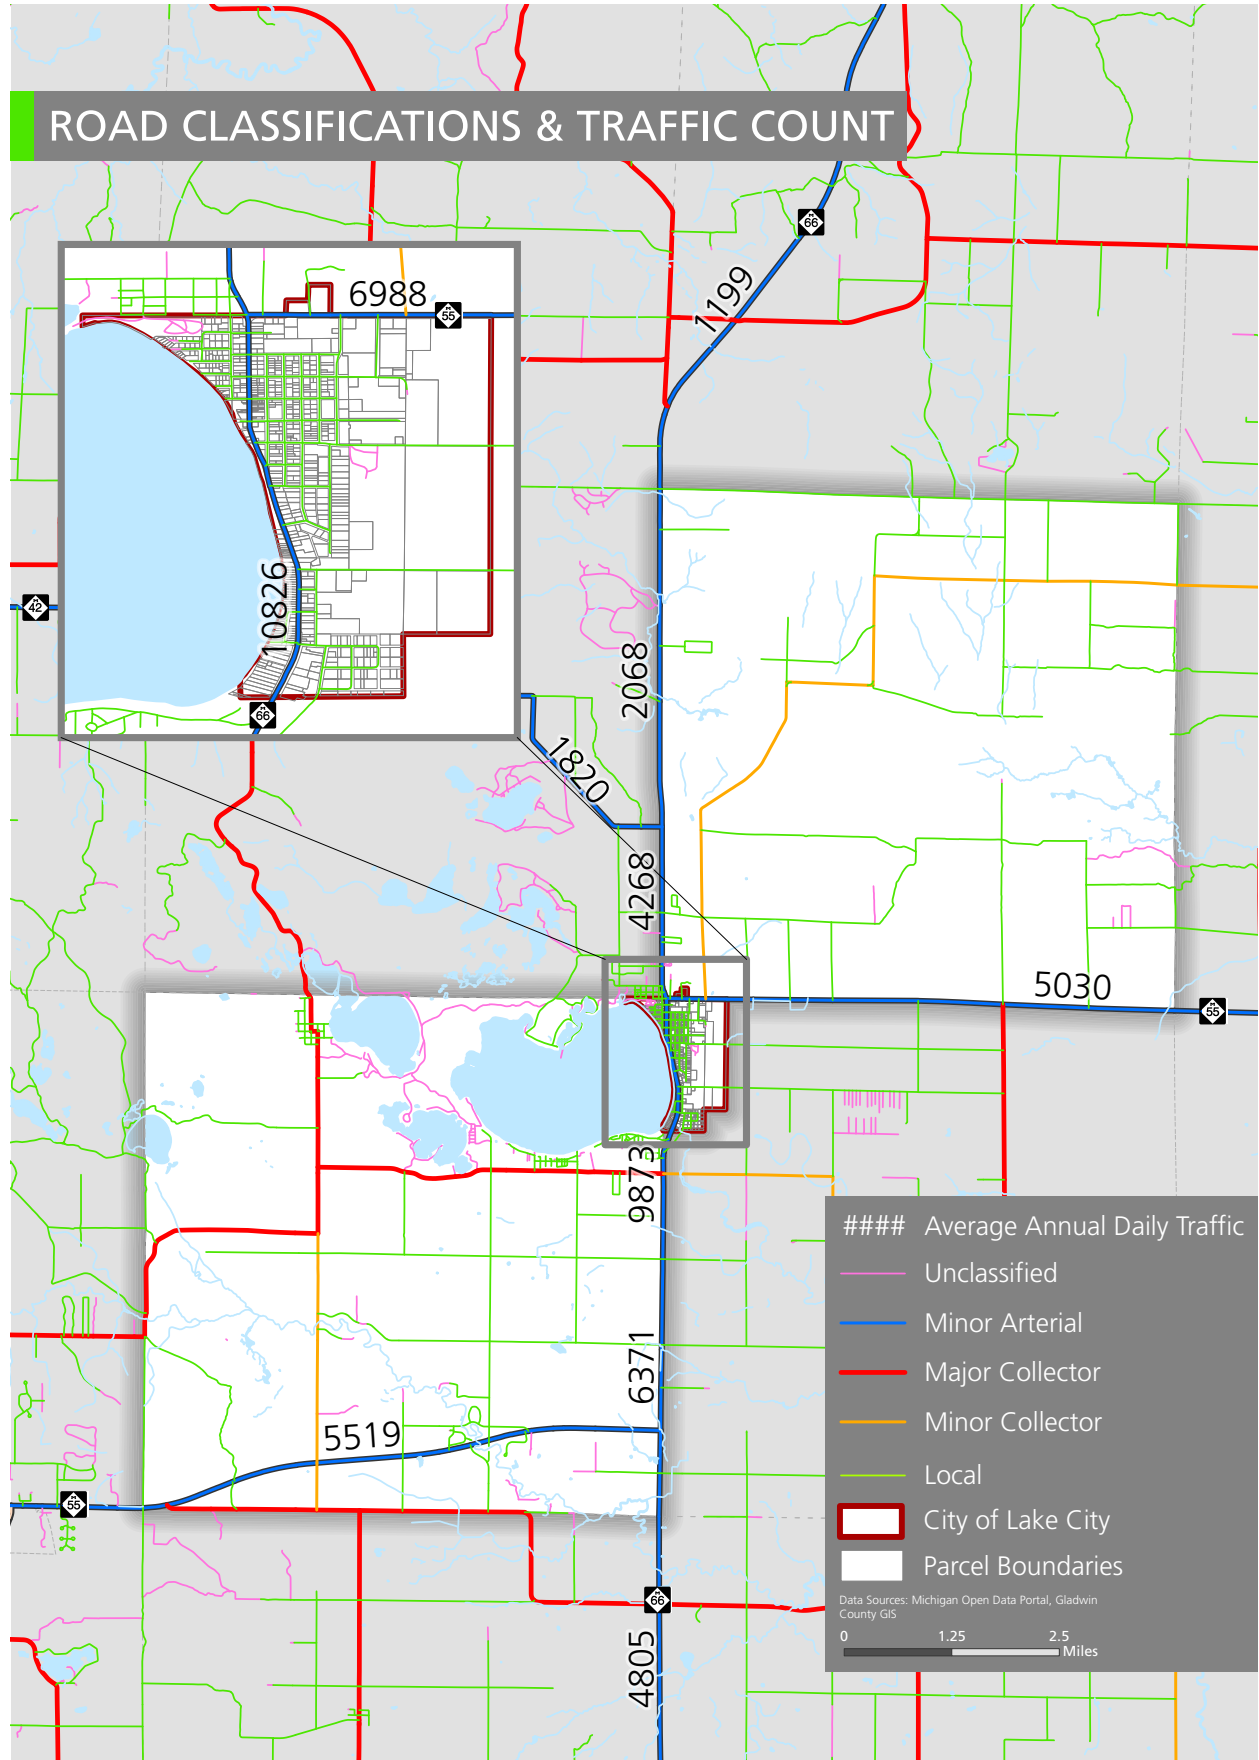 ROAD CLASSIFICATIONS & TRAFFIC COUNT
M
66
1199
6988
M
55
10826
M
42
2068
M
66
1820
4268
5030
M
55
9873
6371
5519
M
55
M
66
4805
#### Average Annual Daily Traffic
Unclassified
Minor Arterial
Major Collector
Minor Collector
Local
City of Lake City
Parcel Boundaries
Data Sources: Michigan Open Data Portal, Gladwin
County GIS
0 1.25 2.5
Miles